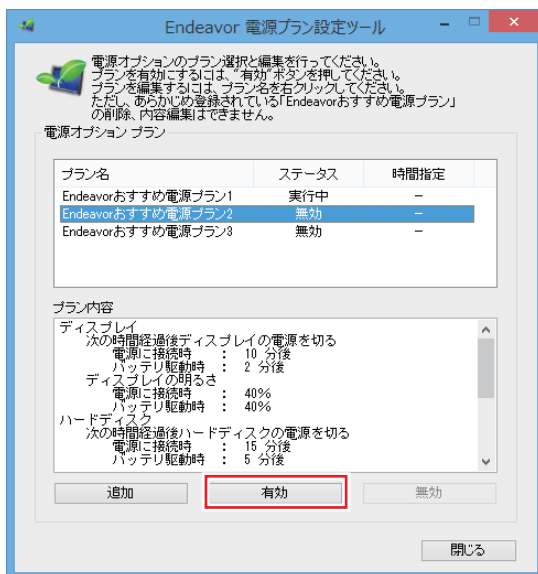 Endeavor 電源プラン設定ツール
電源オプションのプラン選択と編集を行ってください。
プランを有効にするには、"有効"ボタンを押してください。
プランを編集するには、プラン名を右クリックしてください。
ただし、あらかじめ登録されている「Endeavorおすすめ電源プラン」
の削除、内容編集はできません。
電源オプション プラン
プラン名 ステータス 時間指定
Endeavorおすすめ電源プラン1 実行中 －
Endeavorおすすめ電源プラン2 無効 －
Endeavorおすすめ電源プラン3 無効 －
プラン内容
ディスプレイ
次の時間経過後ディスプレイの電源を切る
電源に接続時 : 10 分後
バッテリ駆動時 : 2 分後
ディスプレイの明るさ
電源に接続時 : 40%
バッテリ駆動時 : 40%
ハードディスク
次の時間経過後ハードディスクの電源を切る
電源に接続時 : 15 分後
バッテリ駆動時 : 5 分後
追加 有効 無効
閉じる